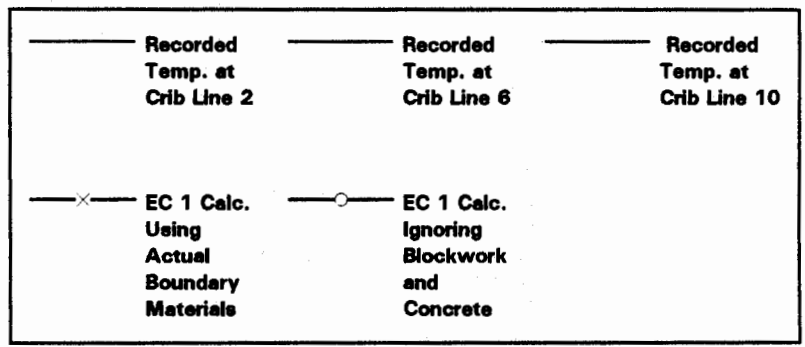 Recorded
Temp. at
Crib Line 2
Recorded
Temp. at
Crib Line 6
Recorded
Temp. at
Crib Line 10
EC 1 Calc.
Using
Actual
Boundary
Materials
EC 1 Calc.
Ignoring
Blockwork
and
Concrete